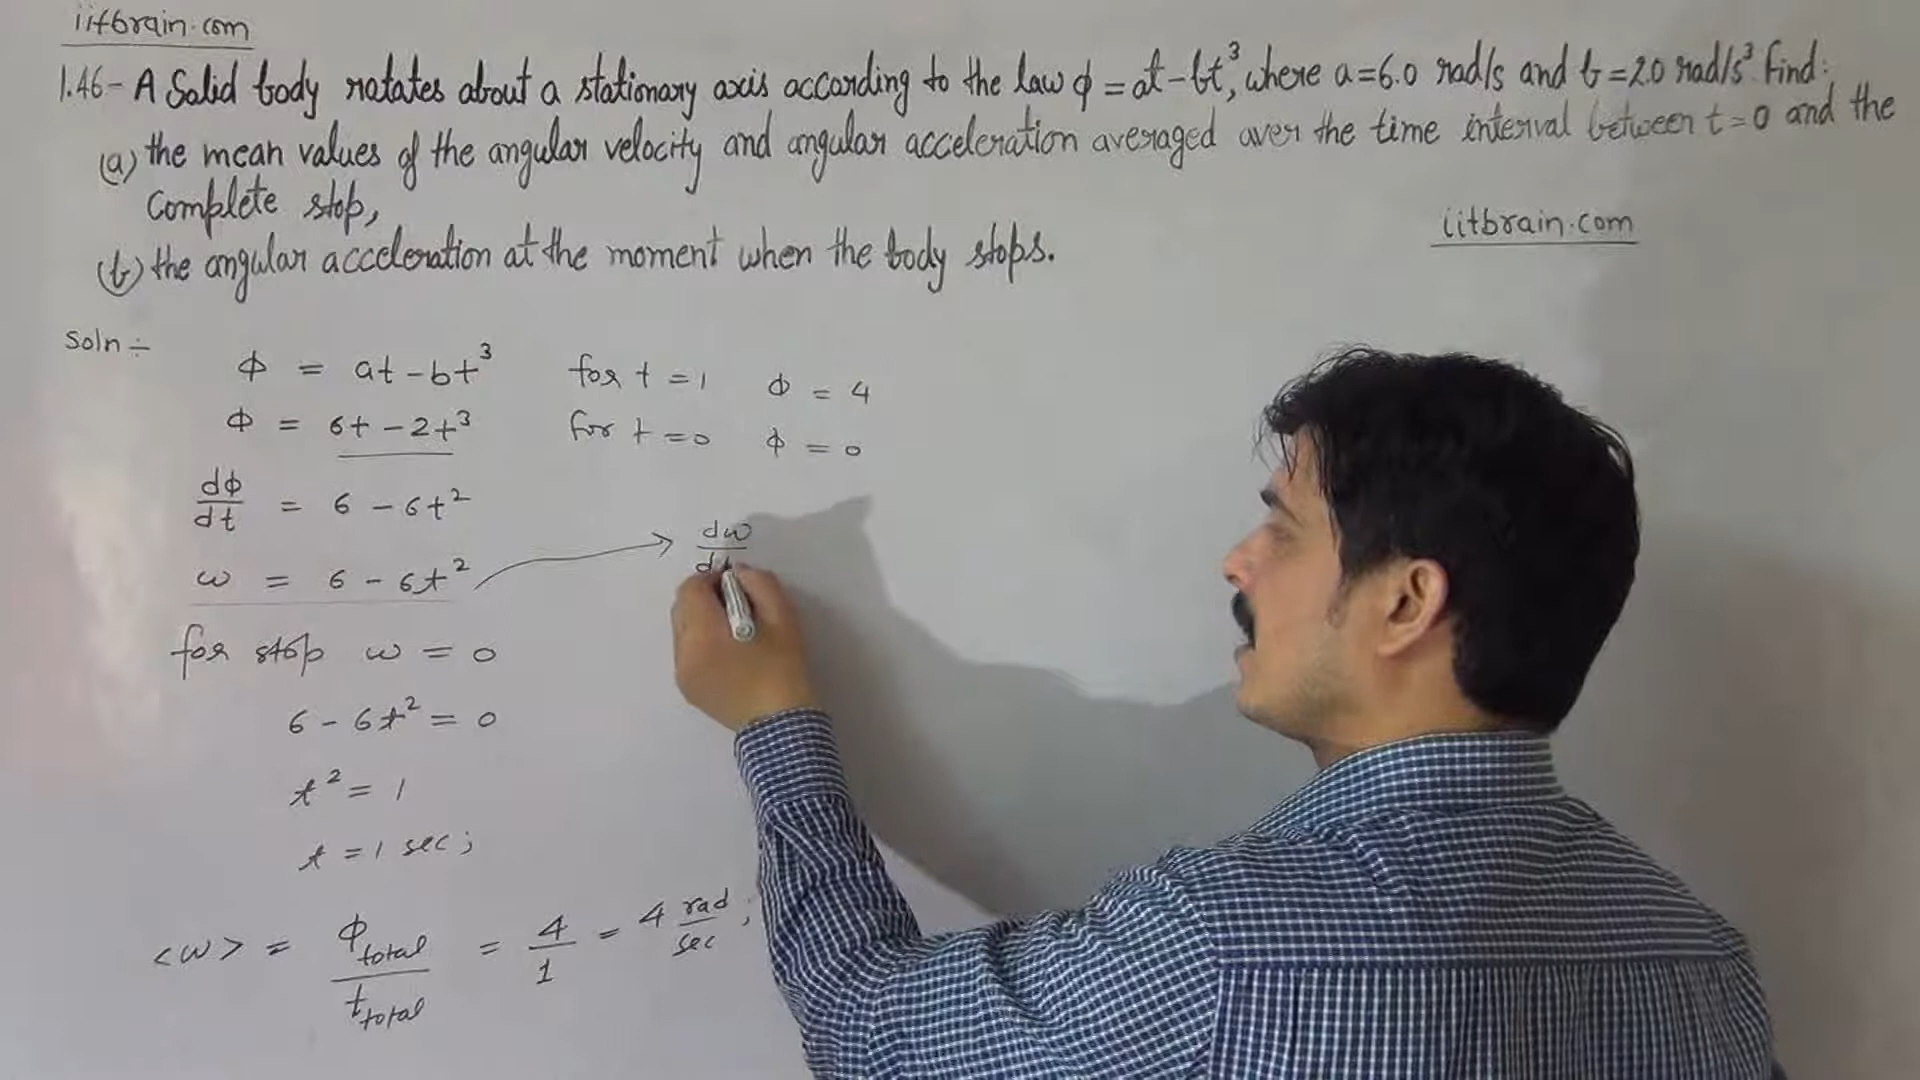 iitbrain.com
1.46- A Solid body rotates about a stationary axis according to the law ϕ = at - bt³, where a=6.0 rad/s and b=2.0 rad/s³. Find:
(a) the mean values of the angular velocity and angular acceleration averaged over the time interval between t=0 and the
Complete stop,
iitbrain.com
(b) the angular acceleration at the moment when the body stops.
Soln ÷
ϕ = at - bt³
for t = 1 ϕ = 4
ϕ = 6t - 2t³
for t = 0 ϕ = 0
dϕ/dt = 6 - 6t²
ω = 6 - 6t² → dω/dt
for stop ω = 0
6 - 6t² = 0
t² = 1
t = 1 sec;
<ω> = ϕtotal/ttotal = 4/1 = 4 rad/sec;